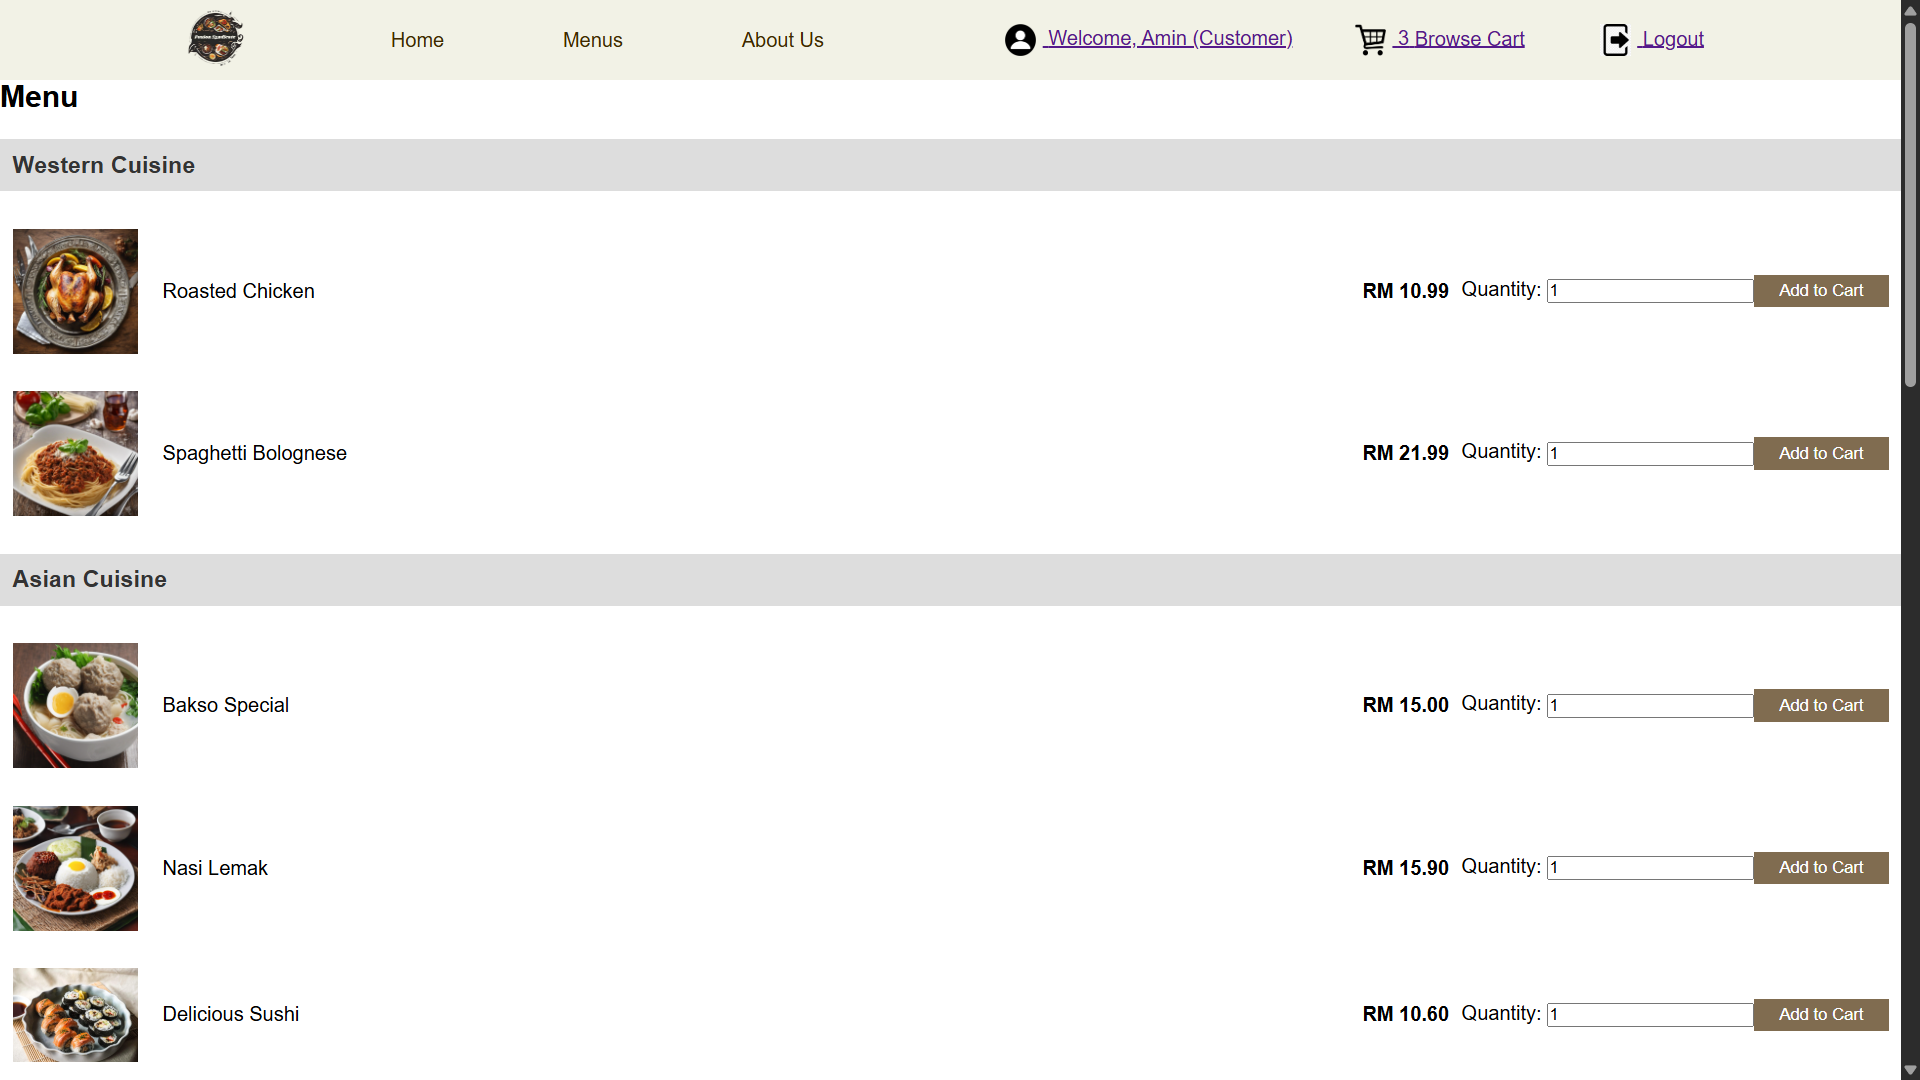 Home Menus About Us Welcome, Amin (Customer) 3 Browse Cart Logout
Menu
Western Cuisine
Roasted Chicken RM 10.99 Quantity: 1 Add to Cart
Spaghetti Bolognese RM 21.99 Quantity: 1 Add to Cart
Asian Cuisine
Bakso Special RM 15.00 Quantity: 1 Add to Cart
Nasi Lemak RM 15.90 Quantity: 1 Add to Cart
Delicious Sushi RM 10.60 Quantity: 1 Add to Cart